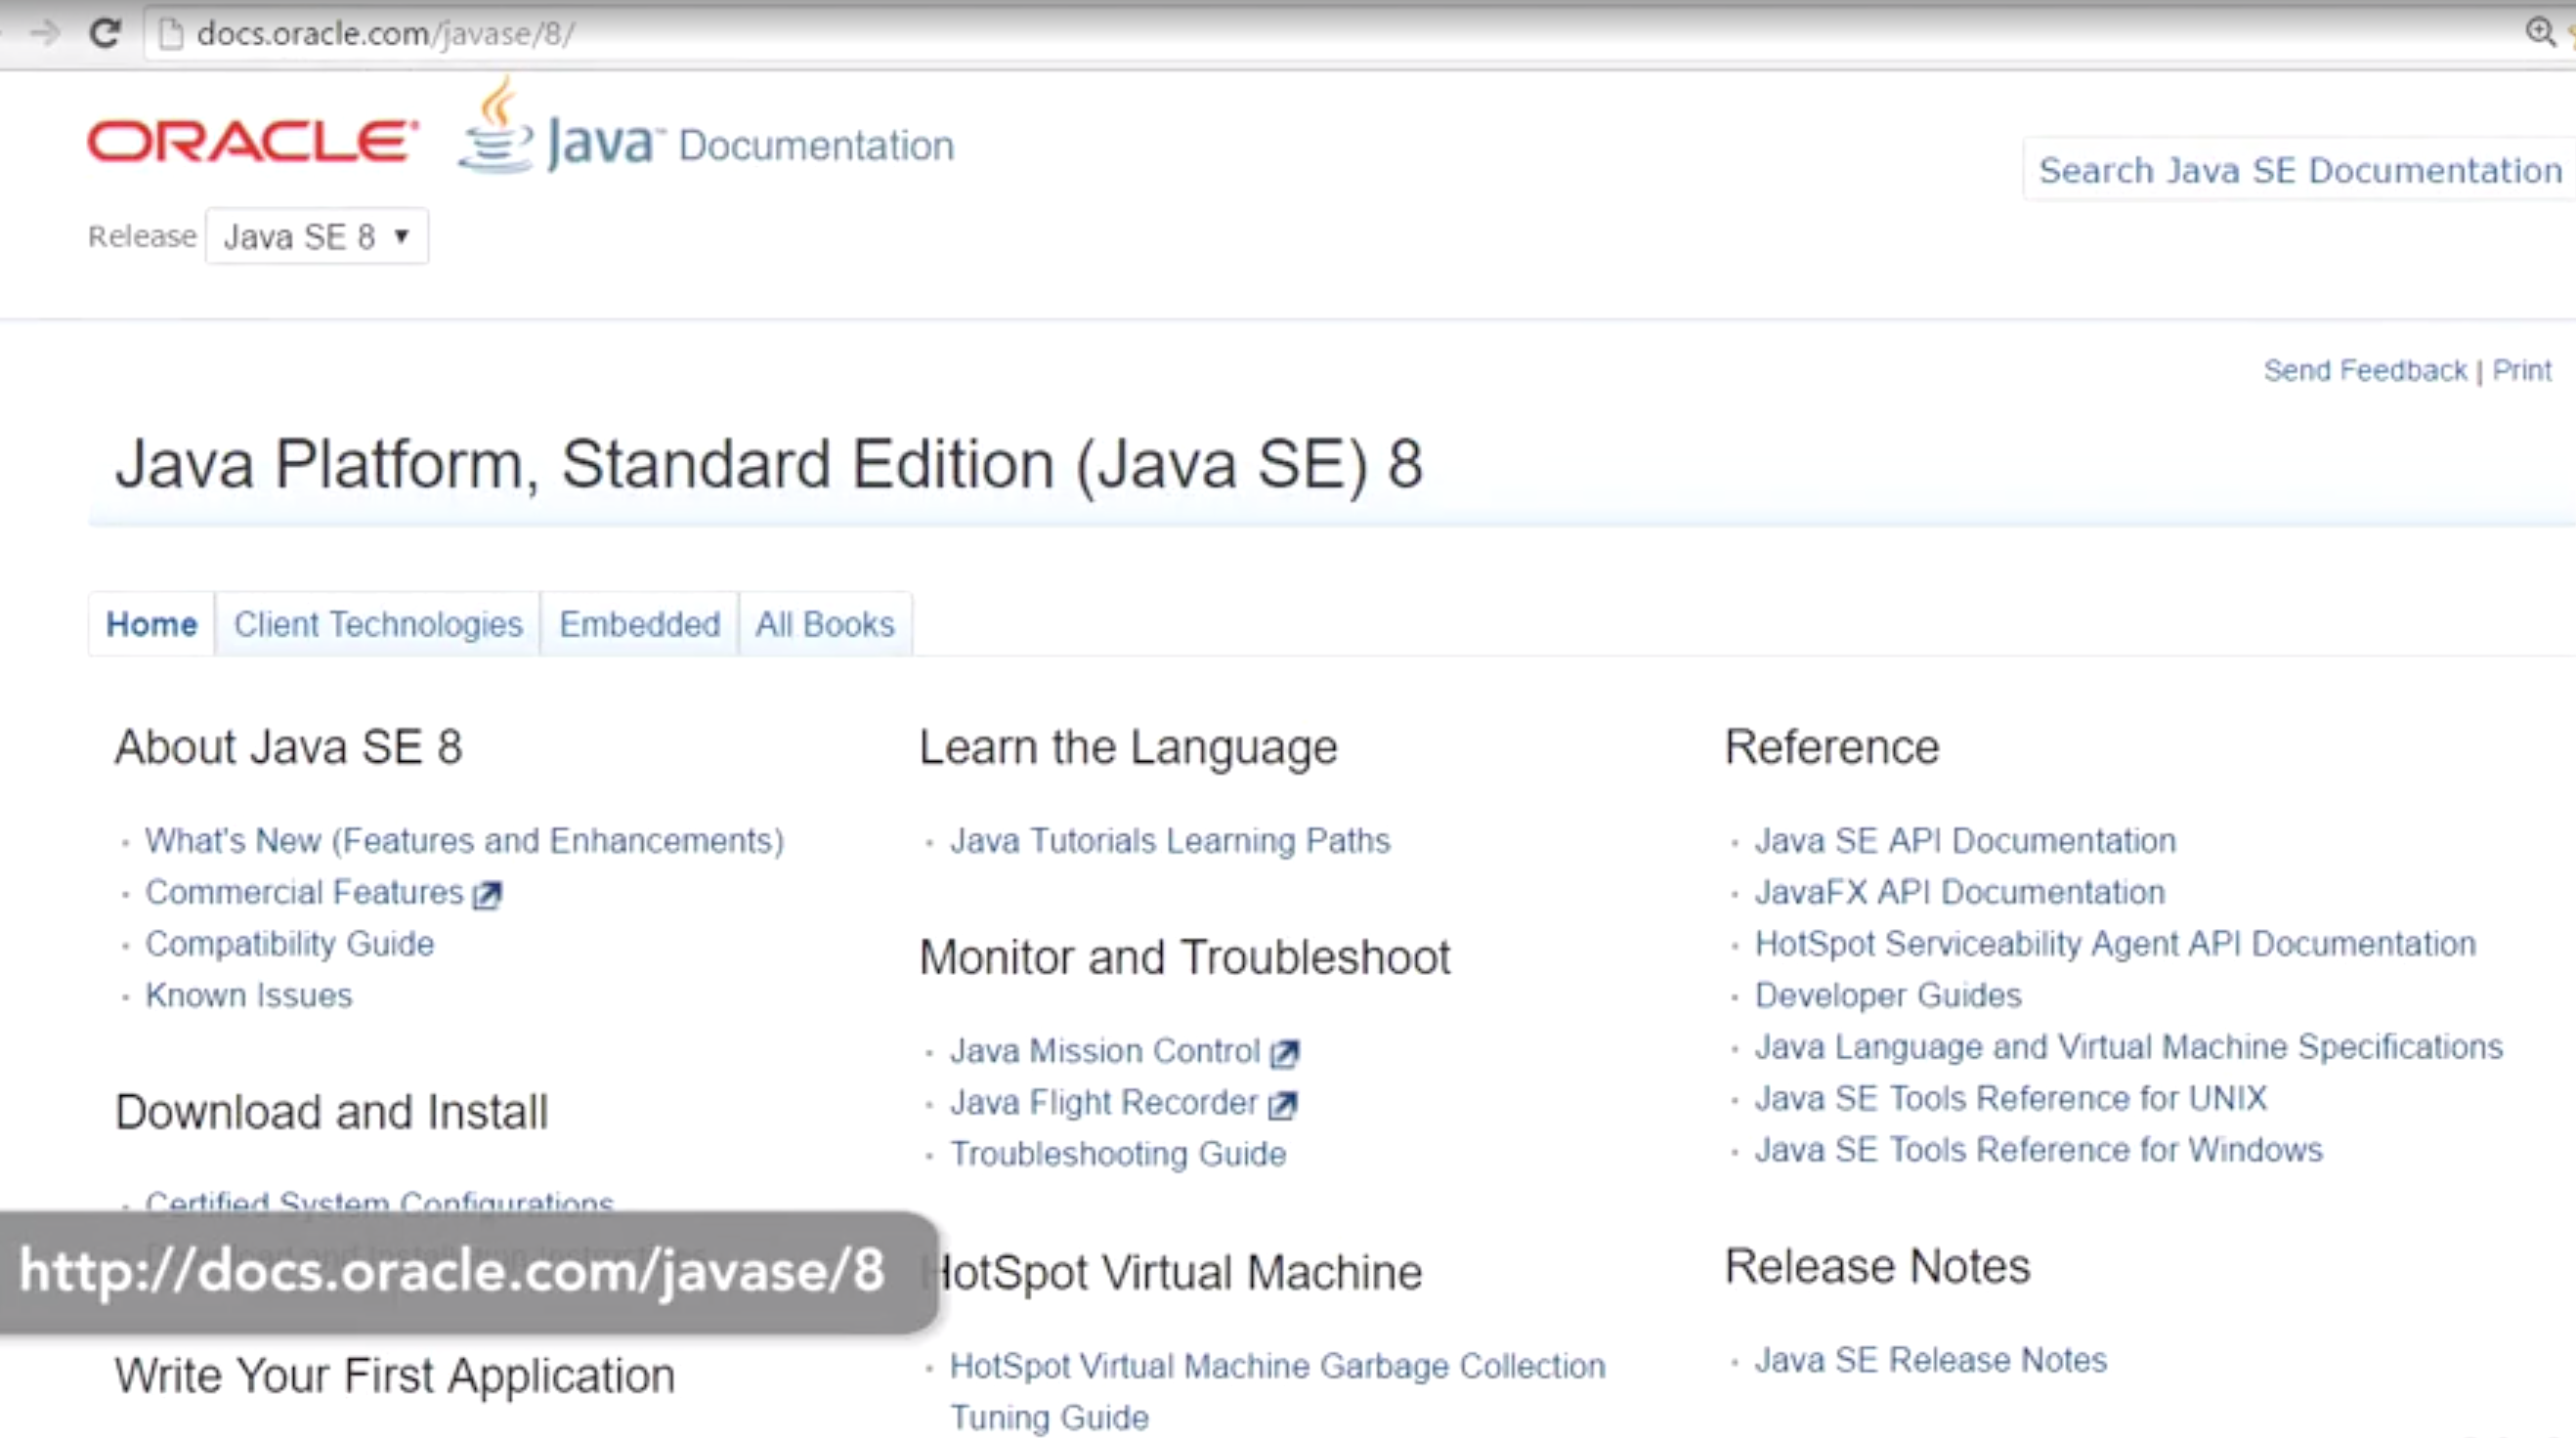 docs.oracle.com/javase/8/
ORACLE Java™ Documentation
Search Java SE Documentation
Release Java SE 8
Send Feedback | Print
Java Platform, Standard Edition (Java SE) 8
Home Client Technologies Embedded All Books
About Java SE 8
What's New (Features and Enhancements)
Commercial Features
Compatibility Guide
Known Issues
Download and Install
Certified System Configurations
Download and Installation Instructions
http://docs.oracle.com/javase/8
Write Your First Application
Learn the Language
Java Tutorials Learning Paths
Monitor and Troubleshoot
Java Mission Control
Java Flight Recorder
Troubleshooting Guide
HotSpot Virtual Machine
HotSpot Virtual Machine Garbage Collection
Tuning Guide
Reference
Java SE API Documentation
JavaFX API Documentation
HotSpot Serviceability Agent API Documentation
Developer Guides
Java Language and Virtual Machine Specifications
Java SE Tools Reference for UNIX
Java SE Tools Reference for Windows
Release Notes
Java SE Release Notes